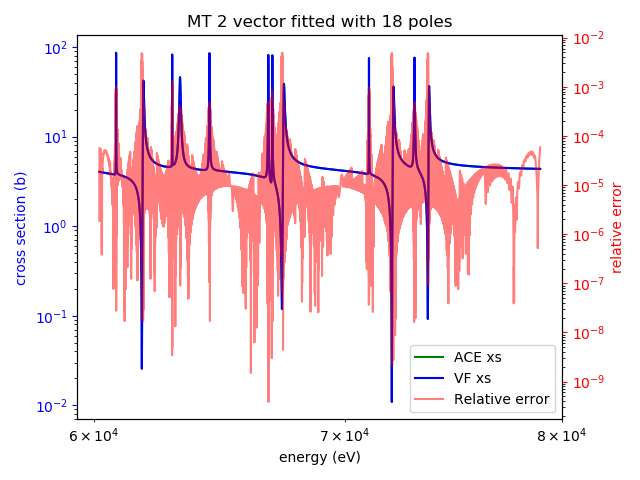 MT 2 vector fitted with 18 poles
cross section (b)
10²
10¹
10⁰
10⁻¹
10⁻²
10⁻²
10⁻³
10⁻⁴
10⁻⁵
10⁻⁶
10⁻⁷
10⁻⁸
10⁻⁹
relative error
ACE xs
VF xs
Relative error
6 × 10⁴
7 × 10⁴
8 × 10⁴
energy (eV)